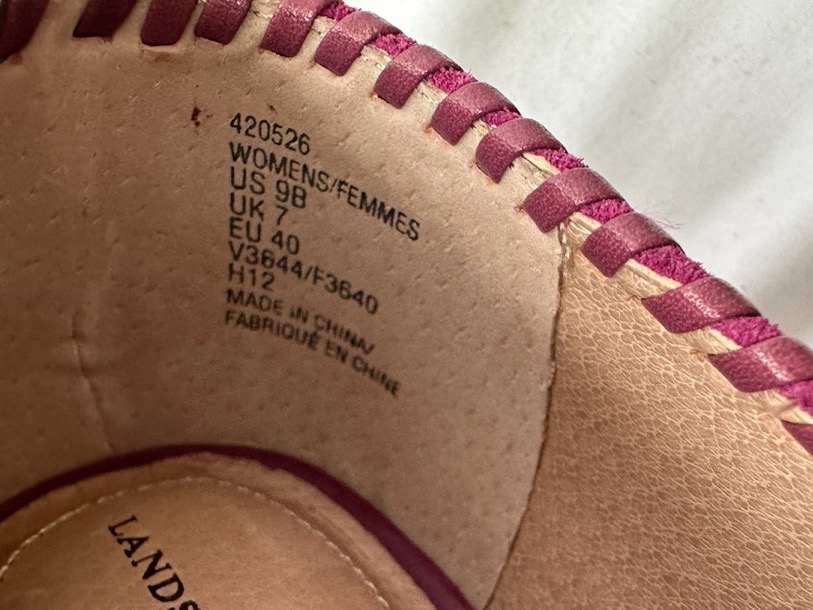 420526
WOMENS/FEMMES
US 9B
UK 7
EU 40
V3644/F3640
H12
MADE IN CHINA/
FABRIQUÉ EN CHINE
LANDS